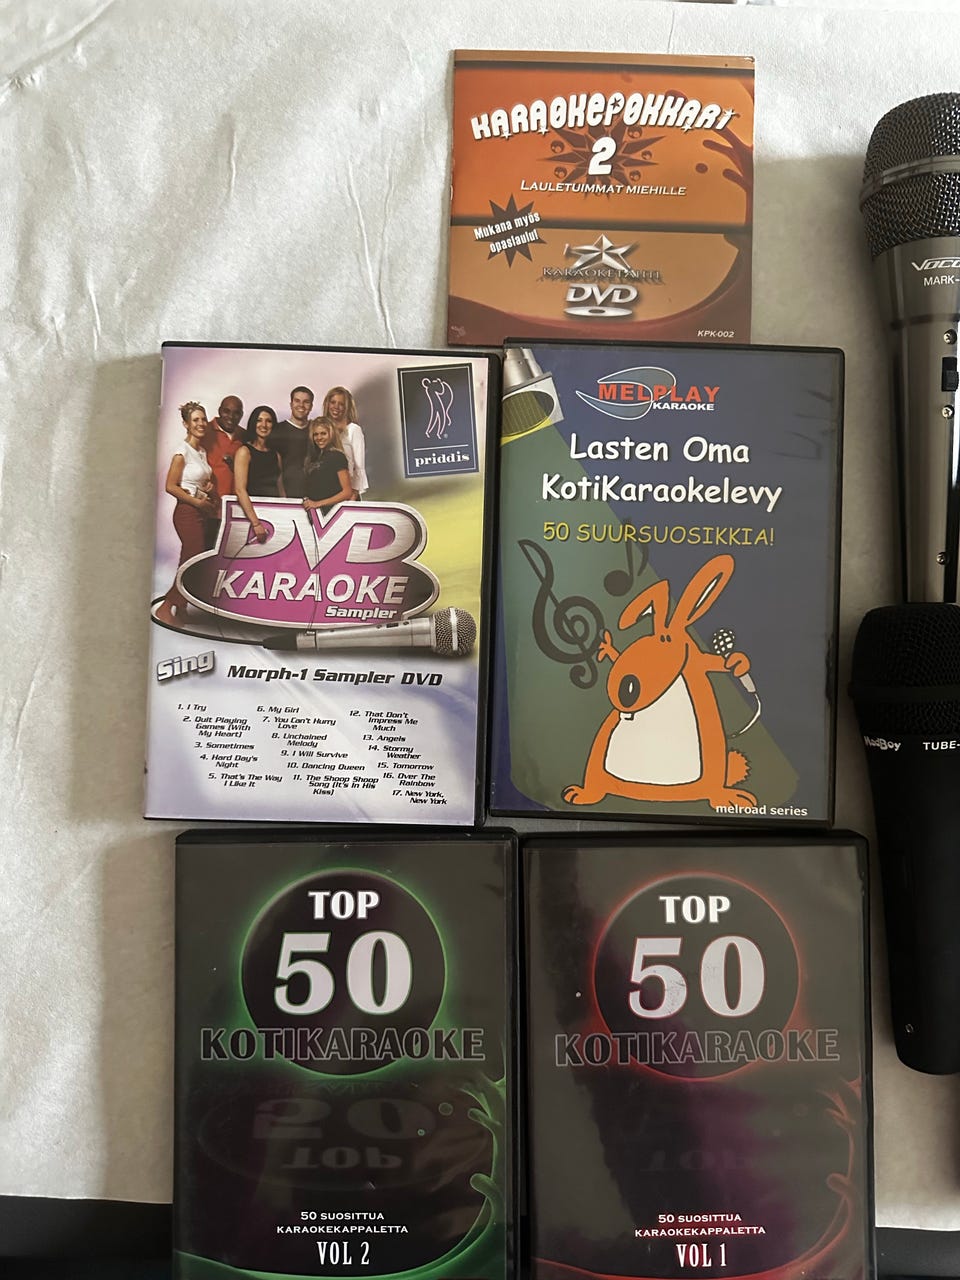 KARAOKEPOKKARI
2
LAULETUIMMAT MIEHILLE
Mukana myös
opaslaulu!
KARAOKETÄHTI
DVD
KPK-002
priddis
DVD
KARAOKE
Sampler
Sing
Morph-1 Sampler DVD
1. I Try
2. Quit Playing
Games (With
My Heart)
3. Sometimes
4. Hard Day's
Night
5. That's The Way
I Like It
6. My Girl
7. You Can't Hurry
Love
8. Unchained
Melody
9. I Will Survive
10. Dancing Queen
11. The Shoop Shoop
Song (It's In His
Kiss)
12. That Don't
Impress Me
Much
13. Angels
14. Stormy
Weather
15. Tomorrow
16. Over The
Rainbow
17. New York,
New York
MELPLAY
KARAOKE
Lasten Oma
KotiKaraokelevy
50 SUURSUOSIKKIA!
melroad series
TOP
50
KOTIKARAOKE
50 SUOSITTUA
KARAOKEKAPPALETTA
VOL 2
TOP
50
KOTIKARAOKE
50 SUOSITTUA
KARAOKEKAPPALETTA
VOL 1
VOCO
MARK-
MadBoy TUBE-